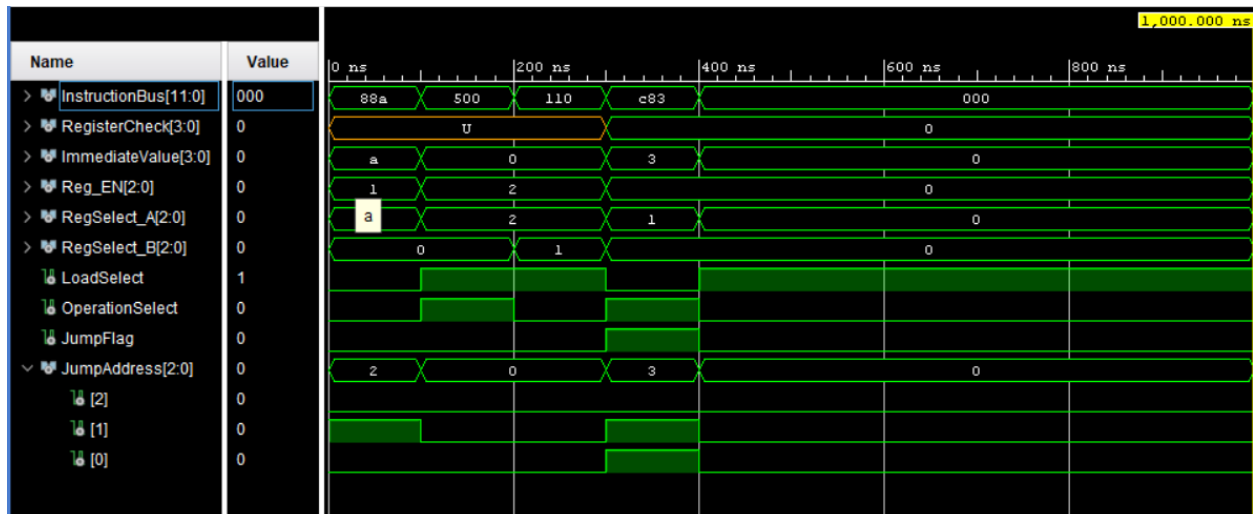 1,000.000 ns
Name Value 0 ns 200 ns 400 ns 600 ns 800 ns
InstructionBus[11:0] 000 88a 500 110 c83 000
RegisterCheck[3:0] 0 U 0
ImmediateValue[3:0] 0 a 0 3 0
Reg_EN[2:0] 0 1 2 0
RegSelect_A[2:0] 0 a 2 1 0
RegSelect_B[2:0] 0 0 1 0
LoadSelect 1
OperationSelect 0
JumpFlag 0
JumpAddress[2:0] 0 2 0 3 0
[2] 0
[1] 0
[0] 0